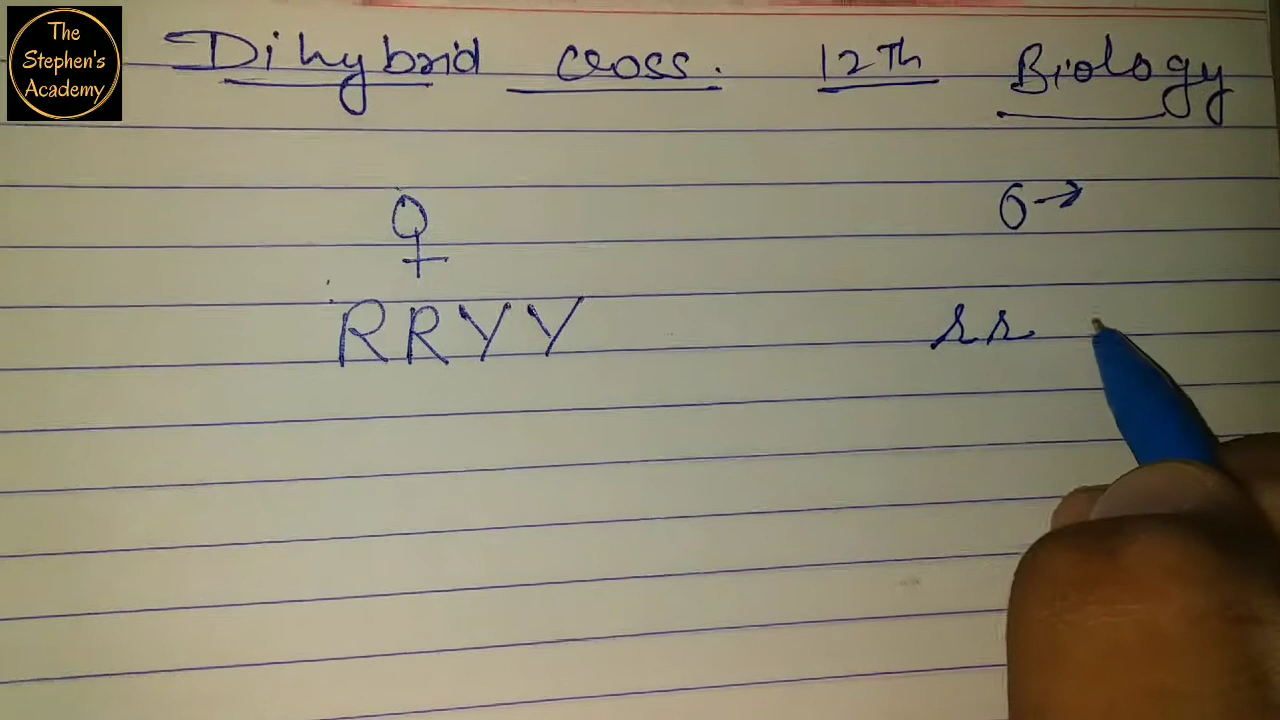 The
Stephen's
Academy
Dihybrid cross. 12Th Biology
♀ ♂
RRYY rr